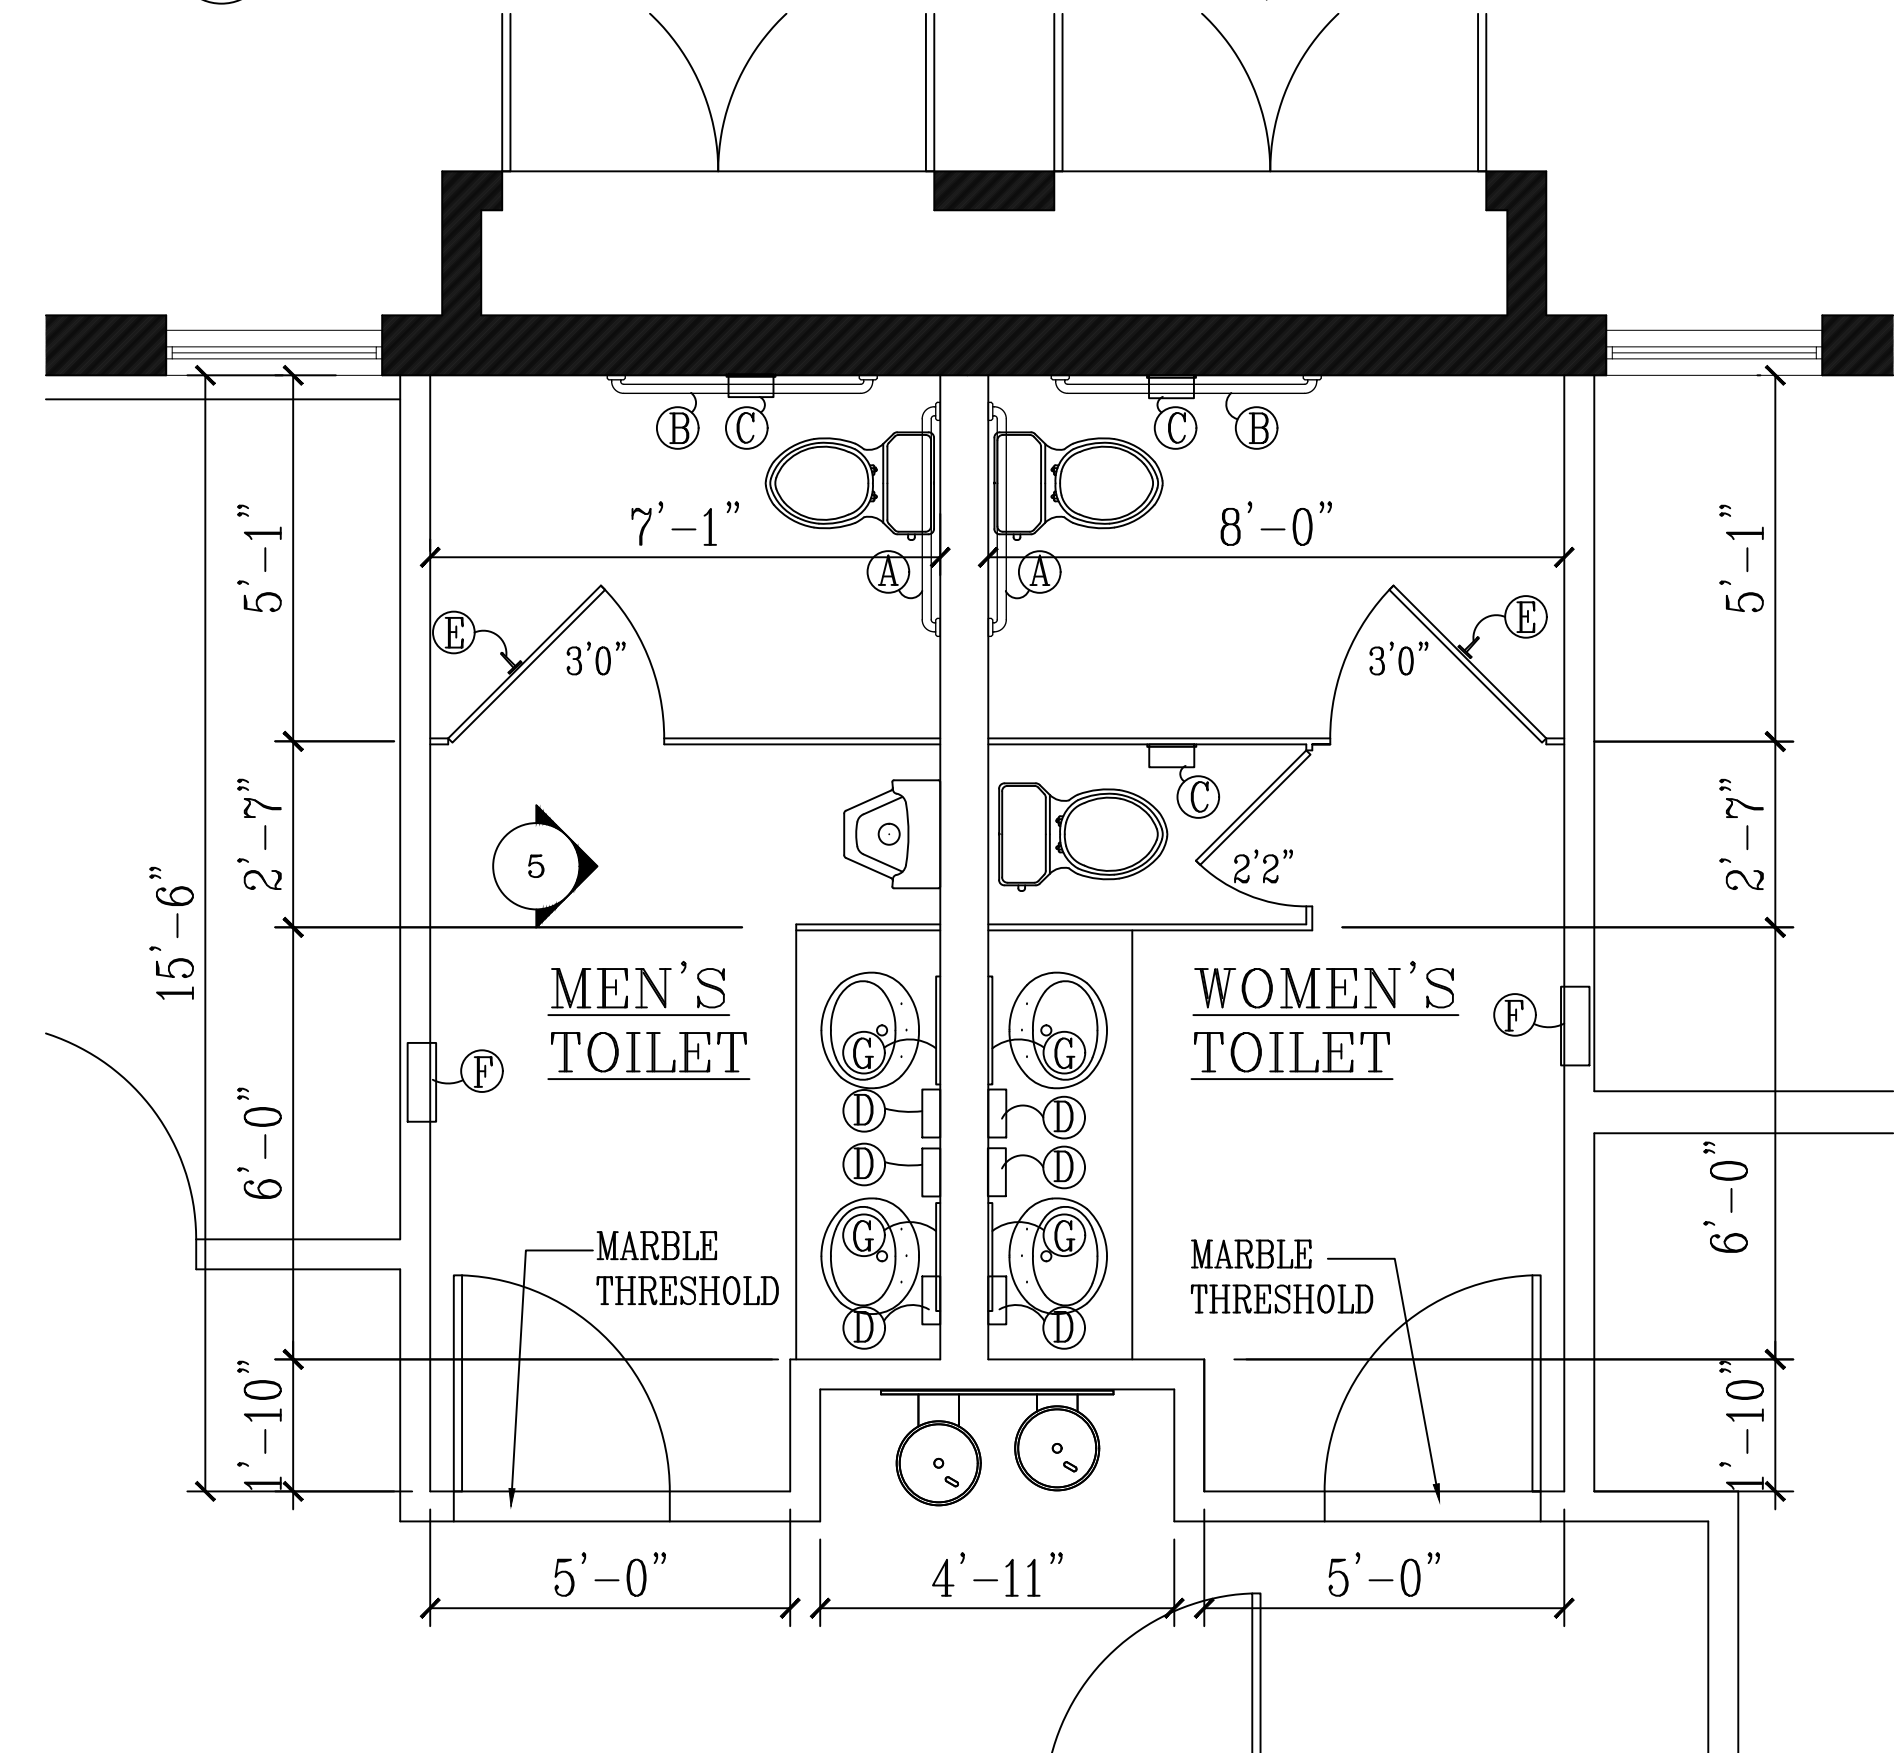 B
C
C
B
7'-1"
8'-0"
5'-1"
5'-1"
A
A
E
E
3'0"
3'0"
2'-7"
C
2'-7"
5
2'2"
15'-6"
MEN'S
TOILET
WOMEN'S
TOILET
F
F
G
G
D
D
D
D
6'-0"
6'-0"
G
G
MARBLE
THRESHOLD
MARBLE
THRESHOLD
D
D
1'-10"
1'-10"
5'-0"
4'-11"
5'-0"